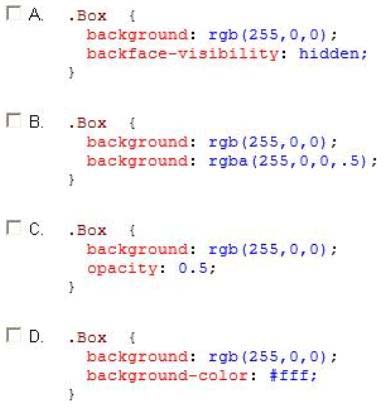 A. .Box {
background: rgb(255,0,0);
backface-visibility: hidden;
}
B. .Box {
background: rgb(255,0,0);
background: rgba(255,0,0,.5);
}
C. .Box {
background: rgb(255,0,0);
opacity: 0.5;
}
D. .Box {
background: rgb(255,0,0);
background-color: #fff;
}